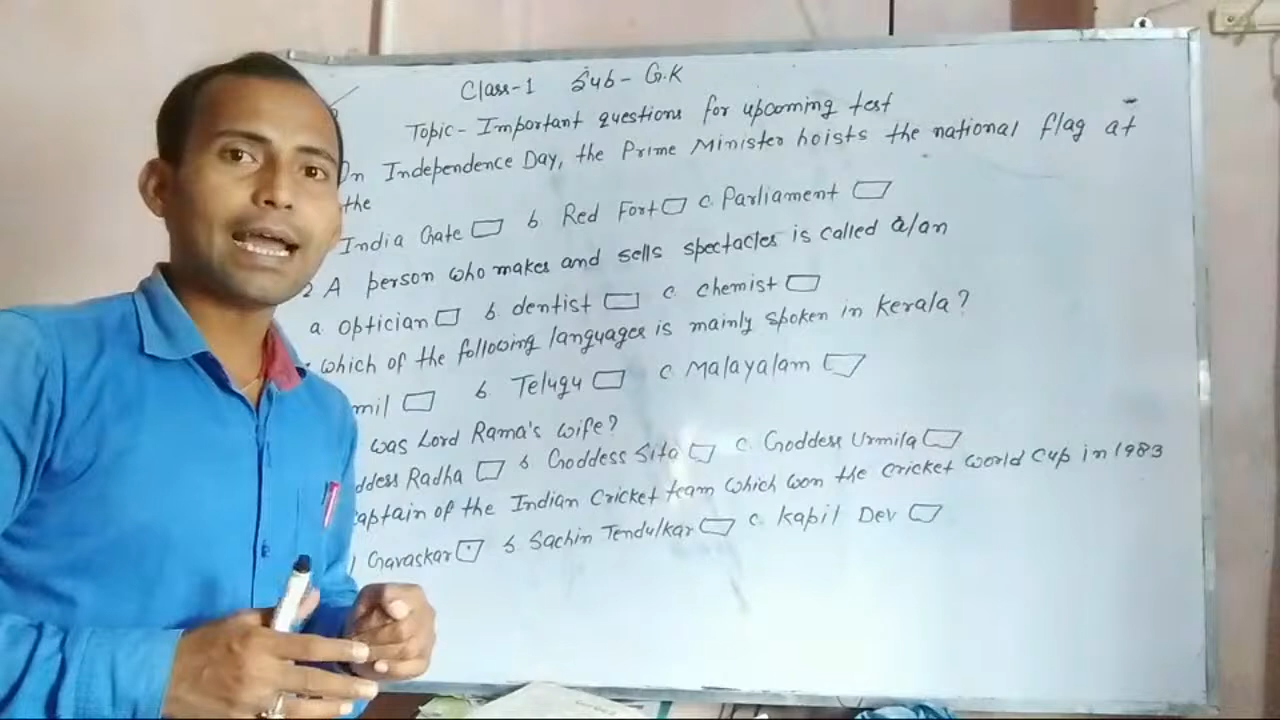 Class-1 Sub- G.K
Topic- Important questions for upcoming test
On Independence Day, the Prime Minister hoists the national flag at
the
India Gate b Red Fort c. Parliament
2 A person who makes and sells spectacles is called a/an
a. optician b. dentist c. chemist
which of the following languages is mainly spoken in Kerala?
mil b. Telugu c. Malayalam
was Lord Rama's wife?
ddess Radha b Goddess Sita c. Goddess Urmila
captain of the Indian Cricket team which won the cricket world cup in 1983
Gavaskar b Sachin Tendulkar c. Kapil Dev